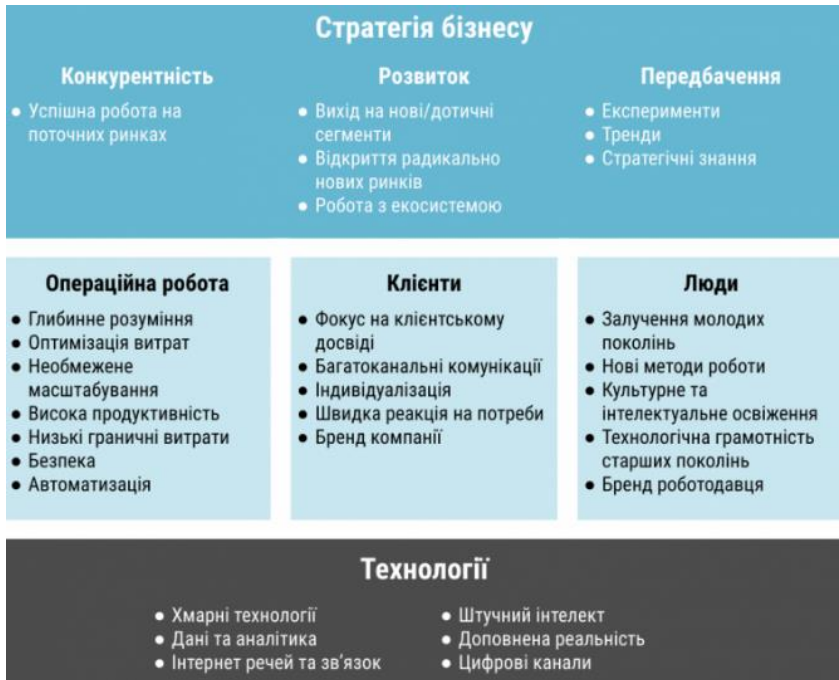 Стратегія бізнесу
Конкурентність
● Успішна робота на
поточних ринках
Розвиток
● Вихід на нові/дотичні
сегменти
● Відкриття радикально
нових ринків
● Робота з екосистемою
Передбачення
● Експерименти
● Тренди
● Стратегічні знання
Операційна робота
● Глибинне розуміння
● Оптимізація витрат
● Необмежене
масштабування
● Висока продуктивність
● Низькі граничні витрати
● Безпека
● Автоматизація
Клієнти
● Фокус на клієнтському
досвіді
● Багатоканальні комунікації
● Індивідуалізація
● Швидка реакція на потреби
● Бренд компанії
Люди
● Залучення молодих
поколінь
● Нові методи роботи
● Культурне та
інтелектуальне освіження
● Технологічна грамотність
старших поколінь
● Бренд роботодавця
Технології
● Хмарні технології
● Дані та аналітика
● Інтернет речей та зв'язок
● Штучний інтелект
● Доповнена реальність
● Цифрові канали